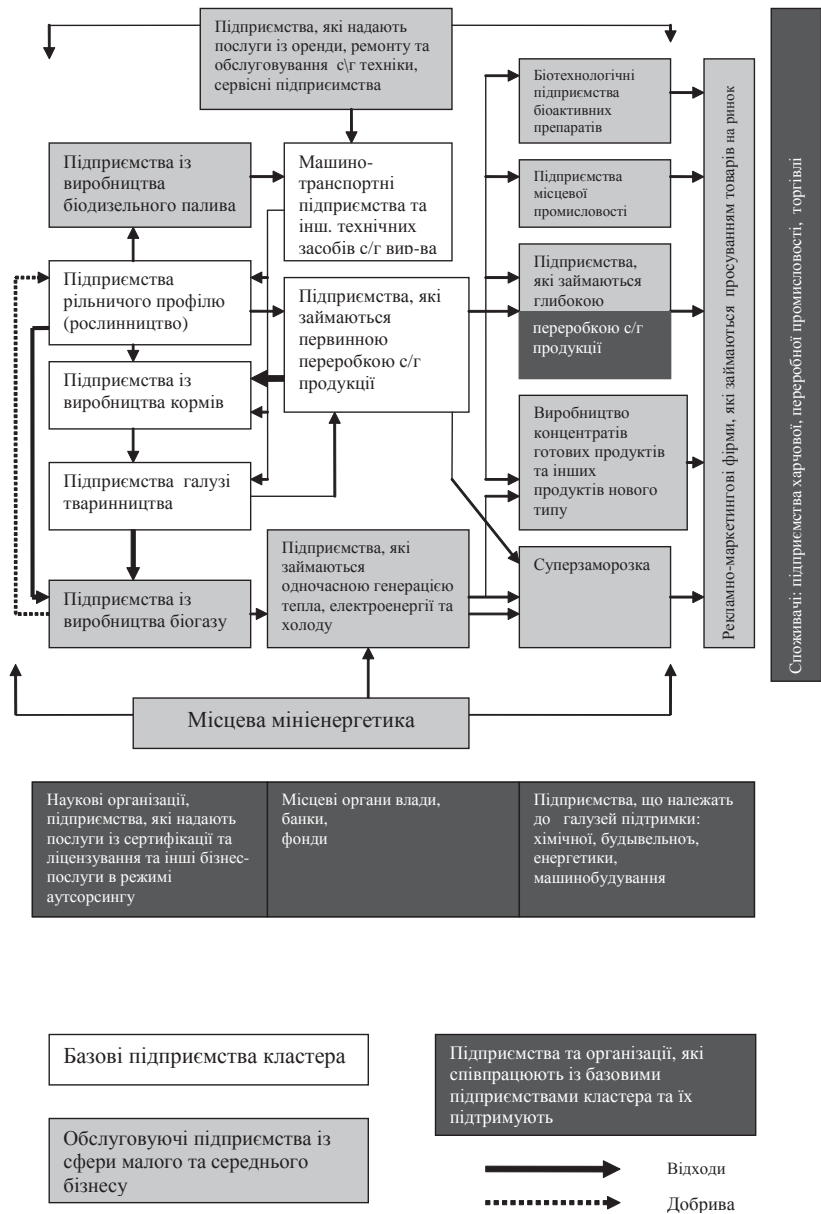 Підприємства, які надають
послуги із оренди, ремонту та
обслуговування с\г техніки,
сервісні підприимства
Біотехнологічні
підприємства
біоактивних
препаратів
Підприємства із
виробництва
біодизельного палива
Машино-
транспортні
підприємства та
інш. технічних
засобів с/г вир-ва
Підприємства
місцевої
промисловості
Підприємства
рільничого профілю
(рослинництво)
Підприємства, які
займаються
первинною
переробкою с/г
продукції
Підприємства,
які займаються
глибокою
переробкою с/г
продукції
Підприємства із
виробництва кормів
Виробництво
концентратів
готових продуктів
та інших
продуктів нового
типу
Підприємства галузі
тваринництва
Підприємства із
виробництва біогазу
Підприємства, які
займаються
одночасною генерацією
тепла, електроенергії та
холоду
Суперзаморозка
Рекламно-маркетингові фірми, які займаються просуванням товарів на ринок
Споживачі: підприємства харчової, переробної промисловості, торгівлі
Місцева мініенергетика
Наукові організації,
підприємства, які надають
послуги із сертифікації та
ліцензування та інші бізнес-
послуги в режимі
аутсорсингу
Місцеві органи влади,
банки,
фонди
Підприємства, що належать
до галузей підтримки:
хімічної, будывельноъ,
енергетики,
машинобудування
Базові підприємства кластера
Підприємства та організації, які
співпрацюють із базовими
підприємствами кластера та їх
підтримують
Обслуговуючі підприємства із
сфери малого та середнього
бізнесу
Відходи
Добрива